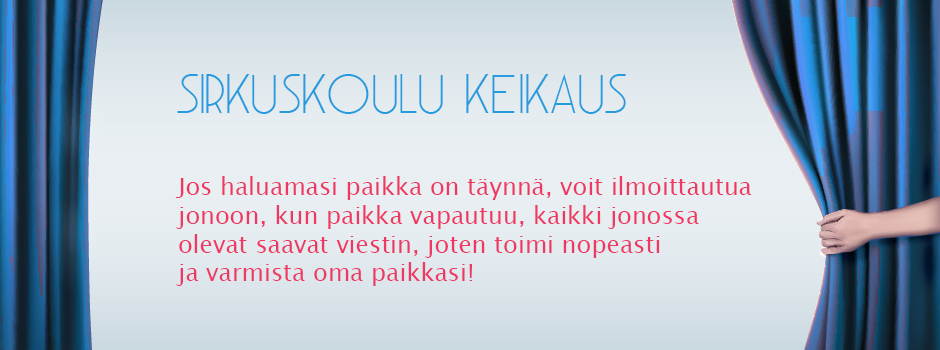 SIRKUSKOULU KEIKAUS
Jos haluamasi paikka on täynnä, voit ilmoittautua
jonoon, kun paikka vapautuu, kaikki jonossa
olevat saavat viestin, joten toimi nopeasti
ja varmista oma paikkasi!